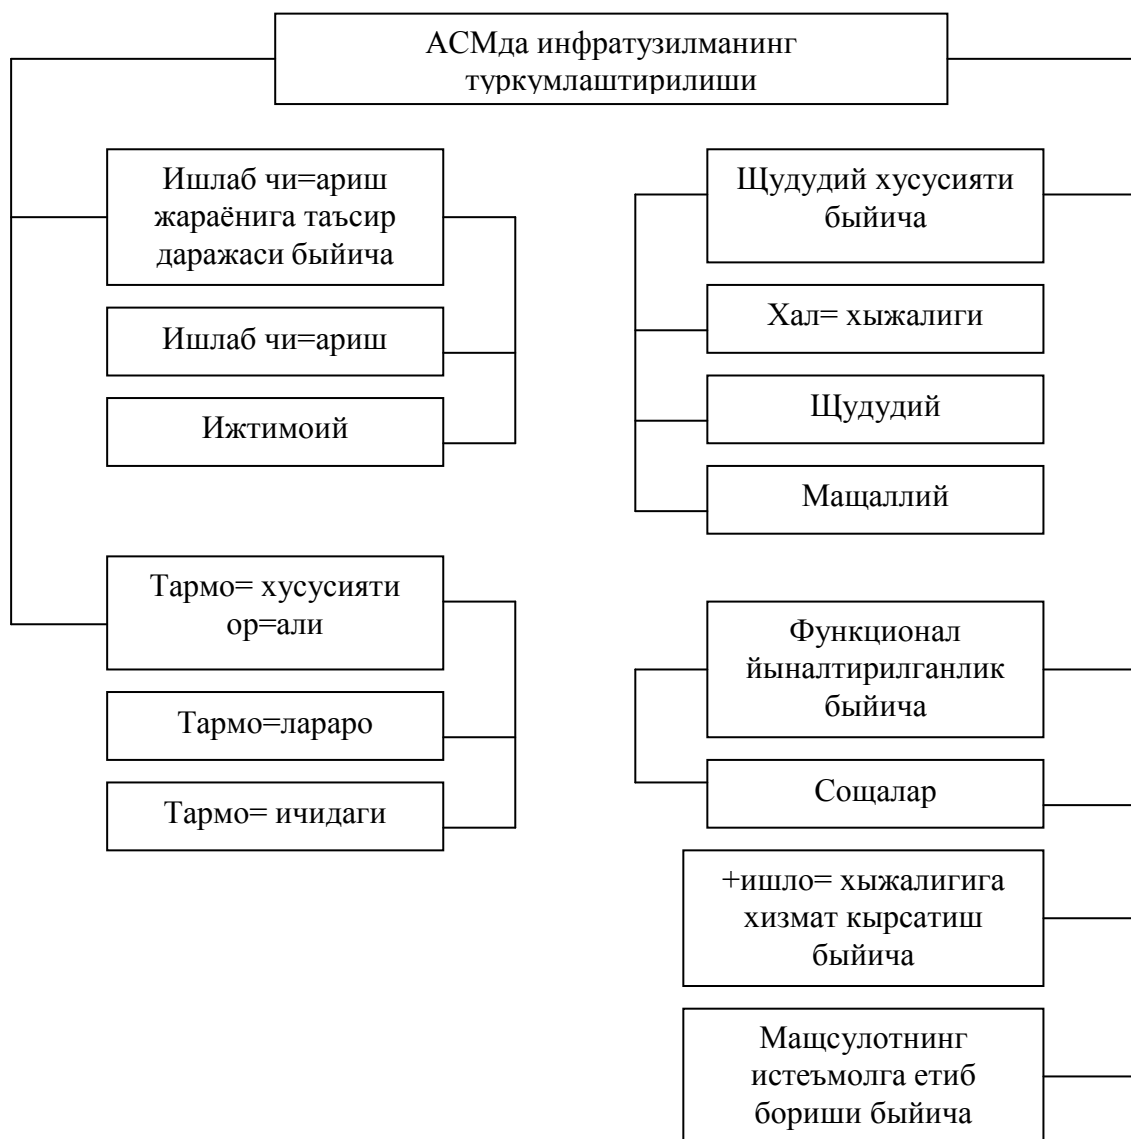 АСМда инфратузилманинг
туркумлаштирилиши
Ишлаб чи=ариш
жараёнига таъсир
даражаси быйича
Ишлаб чи=ариш
Ижтимоий
Тармо= хусусияти
ор=али
Тармо=лараро
Тармо= ичидаги
Щудудий хусусияти
быйича
Хал= хыжалиги
Щудудий
Мащаллий
Функционал
йыналтирилганлик
быйича
Сощалар
+ишло= хыжалигига
хизмат кырсатиш
быйича
Мащсулотнинг
истеъмолга етиб
бориши быйича